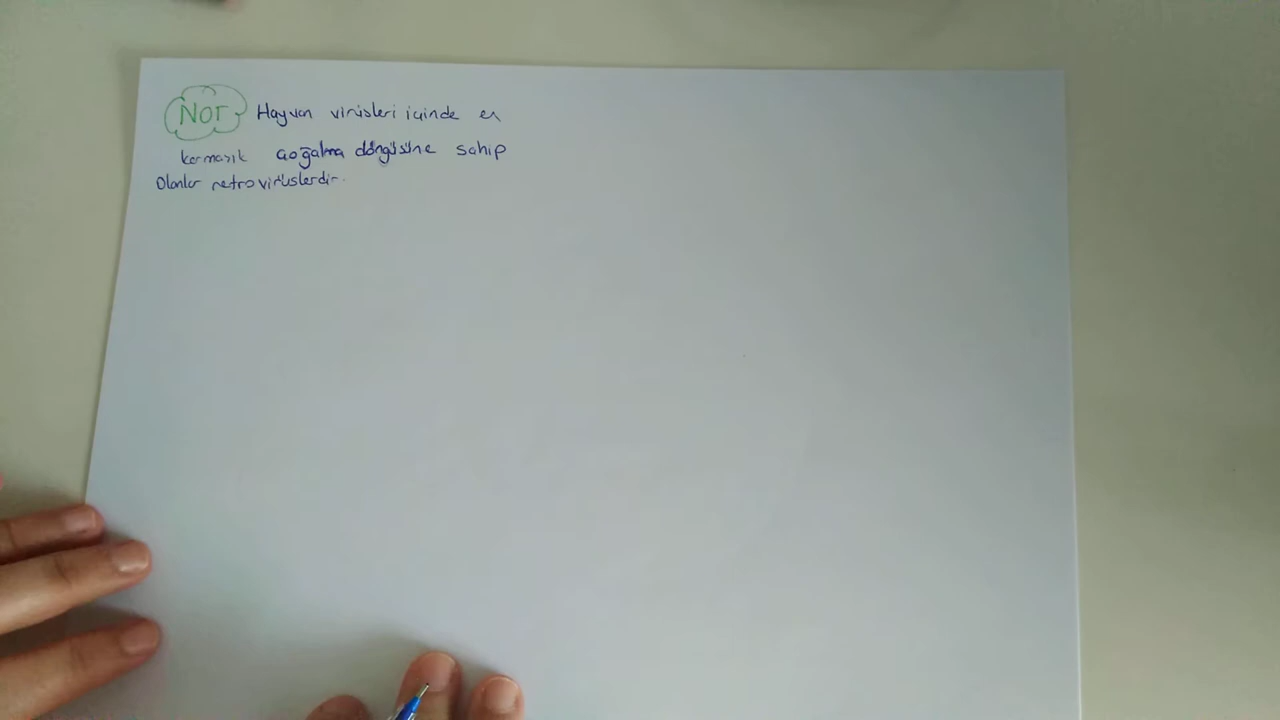 NOT Hayvan virüsleri içinde en
karmaşık çoğalma döngüsüne sahip
Olanlar retrovirüslerdir.